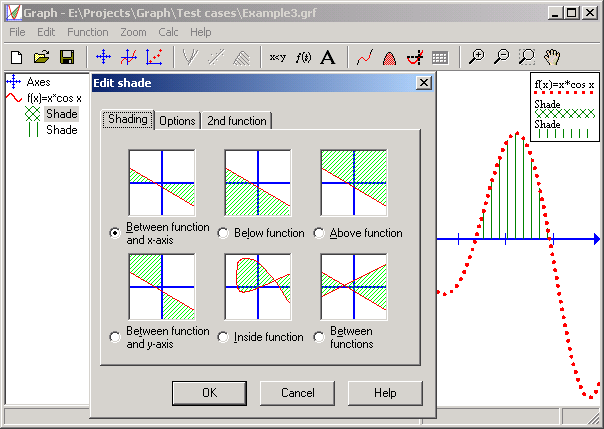 Graph - E:\Projects\Graph\Test cases\Example3.grf
File Edit Function Zoom Calc Help
x<y f(x) A
Axes
f(x)=x*cos x
Shade
Shade
Edit shade
Shading Options 2nd function
Between function
and x-axis
Below function
Above function
Between function
and y-axis
Inside function
Between
functions
OK Cancel Help
f(x)=x*cos x
Shade
Shade